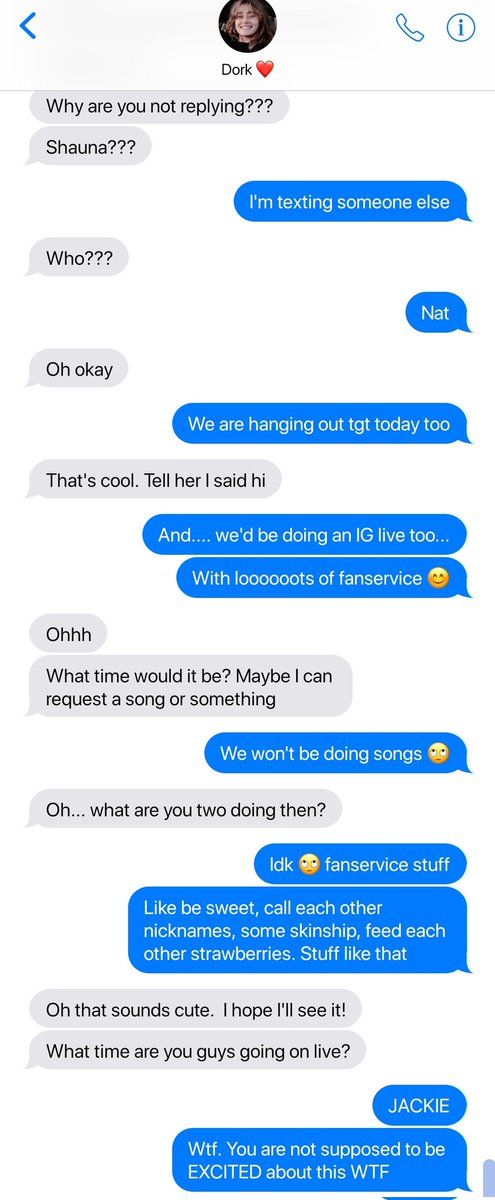 Dork ❤️
Why are you not replying???
Shauna???
I'm texting someone else
Who???
Nat
Oh okay
We are hanging out tgt today too
That's cool. Tell her I said hi
And.... we'd be doing an IG live too...
With loooooots of fanservice 😊
Ohhh
What time would it be? Maybe I can
request a song or something
We won't be doing songs 🙄
Oh... what are you two doing then?
Idk 🙄 fanservice stuff
Like be sweet, call each other
nicknames, some skinship, feed each
other strawberries. Stuff like that
Oh that sounds cute.  I hope I'll see it!
What time are you guys going on live?
JACKIE
Wtf. You are not supposed to be
EXCITED about this WTF